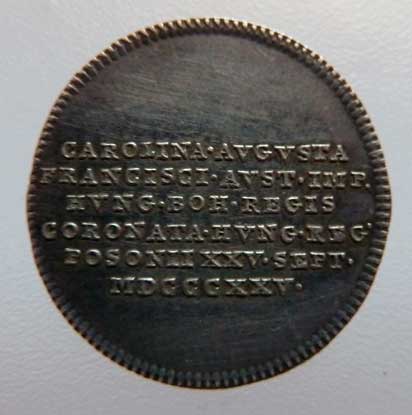 CAROLINA·AVGVSTA
FRANCISCI·AVST·IMP.
HVNG·BOH·REGIS
CORONATA·HVNG·REG
POSONII XXV·SEPT·
MDCCCXXV·